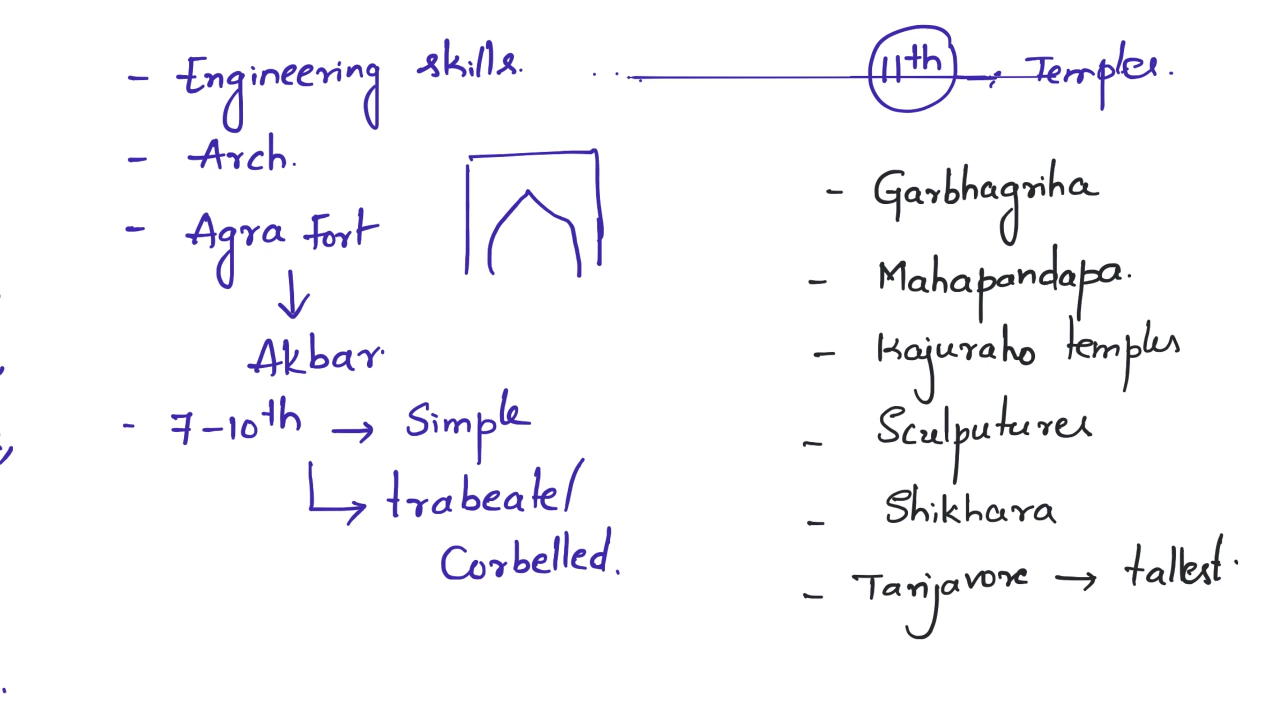 - Engineering skills.
- Arch.
- Agra Fort
↓
Akbar
- 7-10th → Simple
↳ trabeate/
Corbelled.
11th → Temples.
- Garbhagriha
- Mahapandapa.
- Kajuraho temples
- Sculputures
- Shikhara
- Tanjavore → tallest.